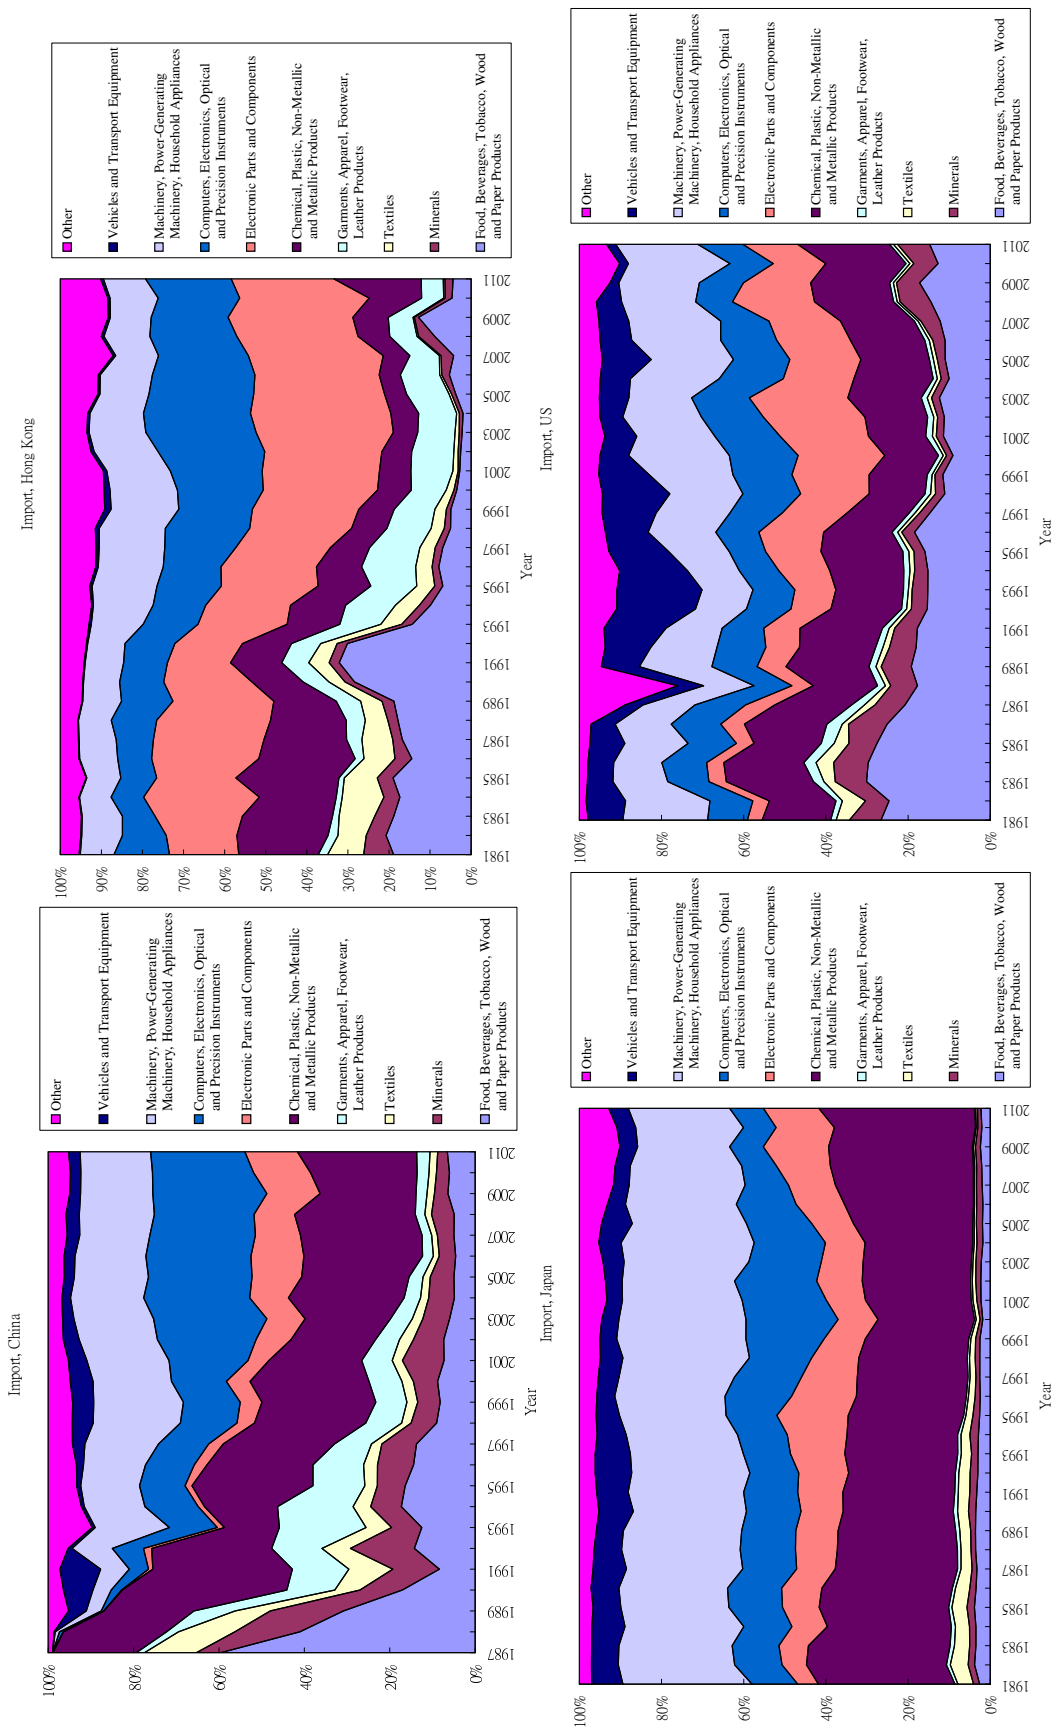 Import, China
100%
80%
60%
40%
20%
0%
1987
1989
1991
1993
1995
1997
1999
2001
2003
2005
2007
2009
2011
Year
Other
Vehicles and Transport Equipment
Machinery, Power-Generating
Machinery, Household Appliances
Computers, Electronics, Optical
and Precision Instruments
Electronic Parts and Components
Chemical, Plastic, Non-Metallic
and Metallic Products
Garments, Apparel, Footwear,
Leather Products
Textiles
Minerals
Food, Beverages, Tobacco, Wood
and Paper Products
Import, Hong Kong
100%
90%
80%
70%
60%
50%
40%
30%
20%
10%
0%
1981
1983
1985
1987
1989
1991
1993
1995
1997
1999
2001
2003
2005
2007
2009
2011
Year
Other
Vehicles and Transport Equipment
Machinery, Power-Generating
Machinery, Household Appliances
Computers, Electronics, Optical
and Precision Instruments
Electronic Parts and Components
Chemical, Plastic, Non-Metallic
and Metallic Products
Garments, Apparel, Footwear,
Leather Products
Textiles
Minerals
Food, Beverages, Tobacco, Wood
and Paper Products
Import, Japan
100%
80%
60%
40%
20%
0%
1981
1983
1985
1987
1989
1991
1993
1995
1997
1999
2001
2003
2005
2007
2009
2011
Year
Other
Vehicles and Transport Equipment
Machinery, Power-Generating
Machinery, Household Appliances
Computers, Electronics, Optical
and Precision Instruments
Electronic Parts and Components
Chemical, Plastic, Non-Metallic
and Metallic Products
Garments, Apparel, Footwear,
Leather Products
Textiles
Minerals
Food, Beverages, Tobacco, Wood
and Paper Products
Import, US
100%
80%
60%
40%
20%
0%
1981
1983
1985
1987
1989
1991
1993
1995
1997
1999
2001
2003
2005
2007
2009
2011
Year
Other
Vehicles and Transport Equipment
Machinery, Power-Generating
Machinery, Household Appliances
Computers, Electronics, Optical
and Precision Instruments
Electronic Parts and Components
Chemical, Plastic, Non-Metallic
and Metallic Products
Garments, Apparel, Footwear,
Leather Products
Textiles
Minerals
Food, Beverages, Tobacco, Wood
and Paper Products